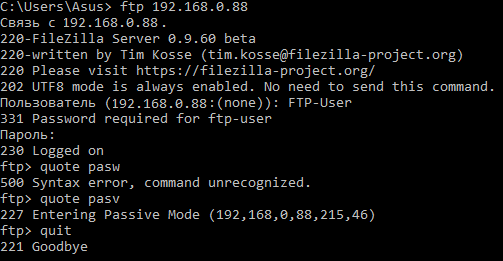 C:\Users\Asus> ftp 192.168.0.88
Связь с 192.168.0.88.
220-FileZilla Server 0.9.60 beta
220-written by Tim Kosse (tim.kosse@filezilla-project.org)
220 Please visit https://filezilla-project.org/
202 UTF8 mode is always enabled. No need to send this command.
Пользователь (192.168.0.88:(none)): FTP-User
331 Password required for ftp-user
Пароль:
230 Logged on
ftp> quote pasw
500 Syntax error, command unrecognized.
ftp> quote pasv
227 Entering Passive Mode (192,168,0,88,215,46)
ftp> quit
221 Goodbye